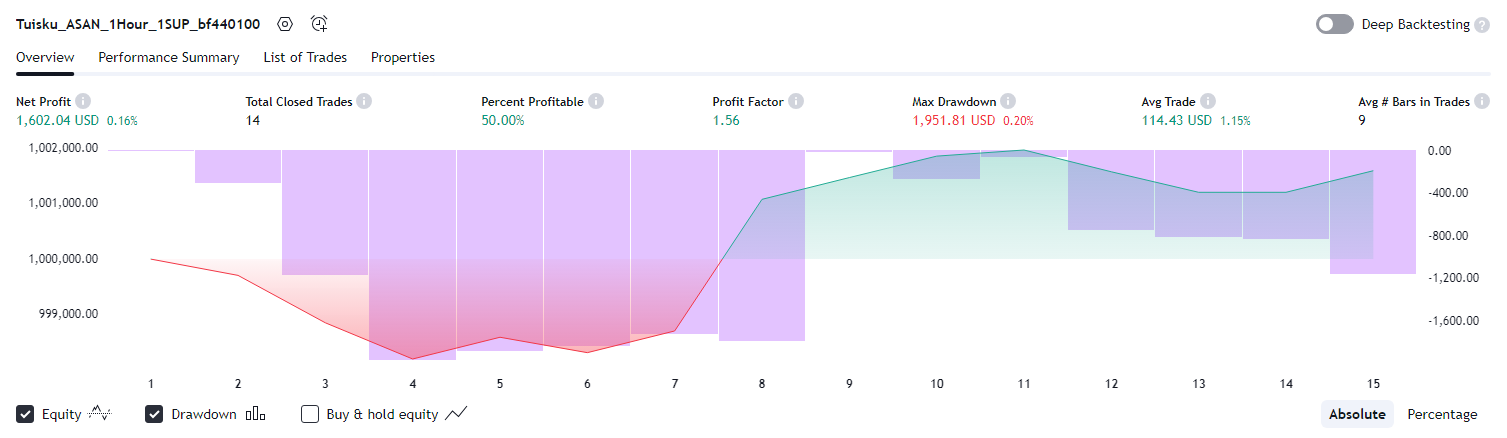 Tuisku_ASAN_1Hour_1SUP_bf440100 Deep Backtesting ?
Overview Performance Summary List of Trades Properties
Net Profit Total Closed Trades Percent Profitable Profit Factor Max Drawdown Avg Trade Avg # Bars in Trades
1,602.04 USD 0.16% 14 50.00% 1.56 1,951.81 USD 0.20% 114.43 USD 1.15% 9
1,002,000.00 0.00
1,001,000.00 -400.00
-800.00
1,000,000.00 -1,200.00
999,000.00 -1,600.00
1 2 3 4 5 6 7 8 9 10 11 12 13 14 15
Equity Drawdown Buy & hold equity Absolute Percentage